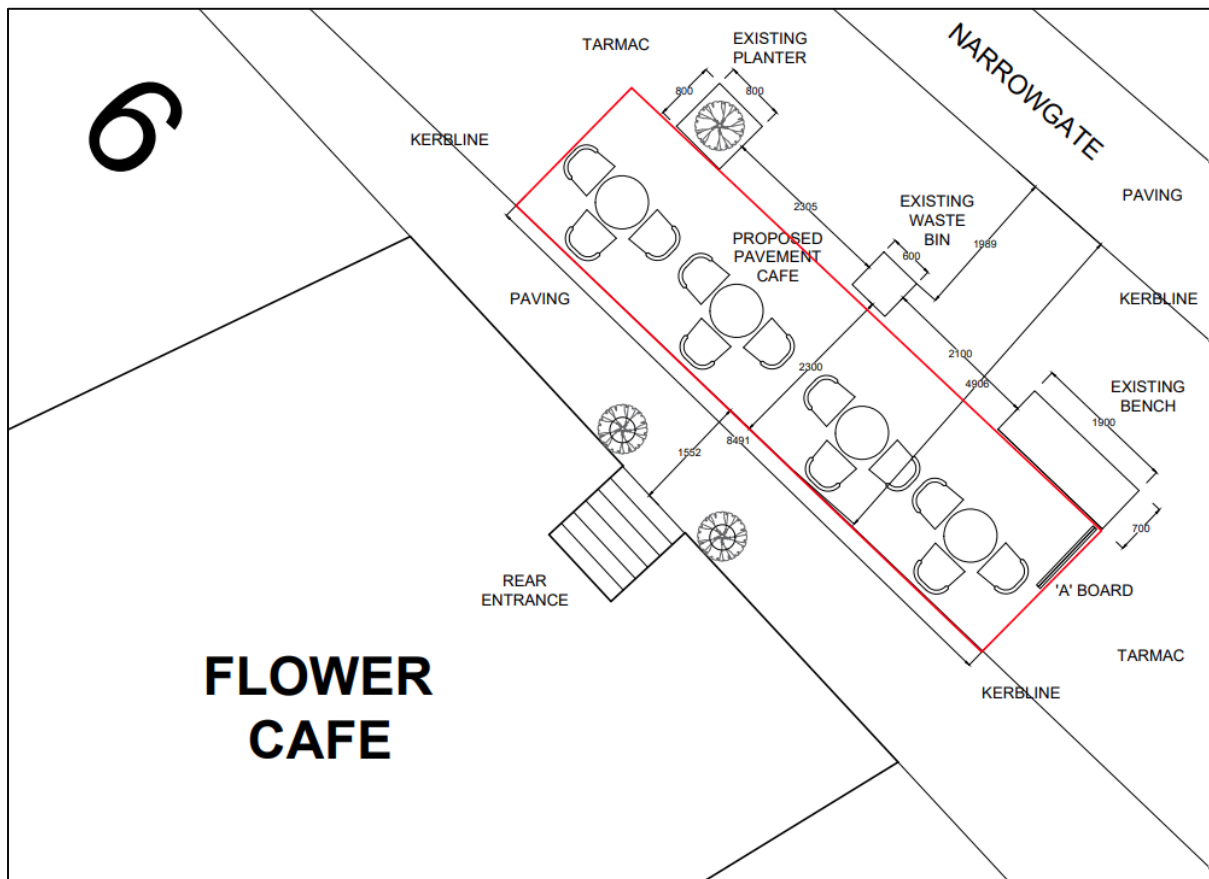 TARMAC
EXISTING
PLANTER
NARROWGATE
6
800
800
KERBLINE
PAVING
EXISTING
WASTE
BIN
2305
600
1989
PROPOSED
PAVEMENT
CAFE
PAVING
KERBLINE
2100
2300
4906
EXISTING
BENCH
1900
1552
8491
700
REAR
ENTRANCE
'A' BOARD
TARMAC
FLOWER
CAFE
KERBLINE